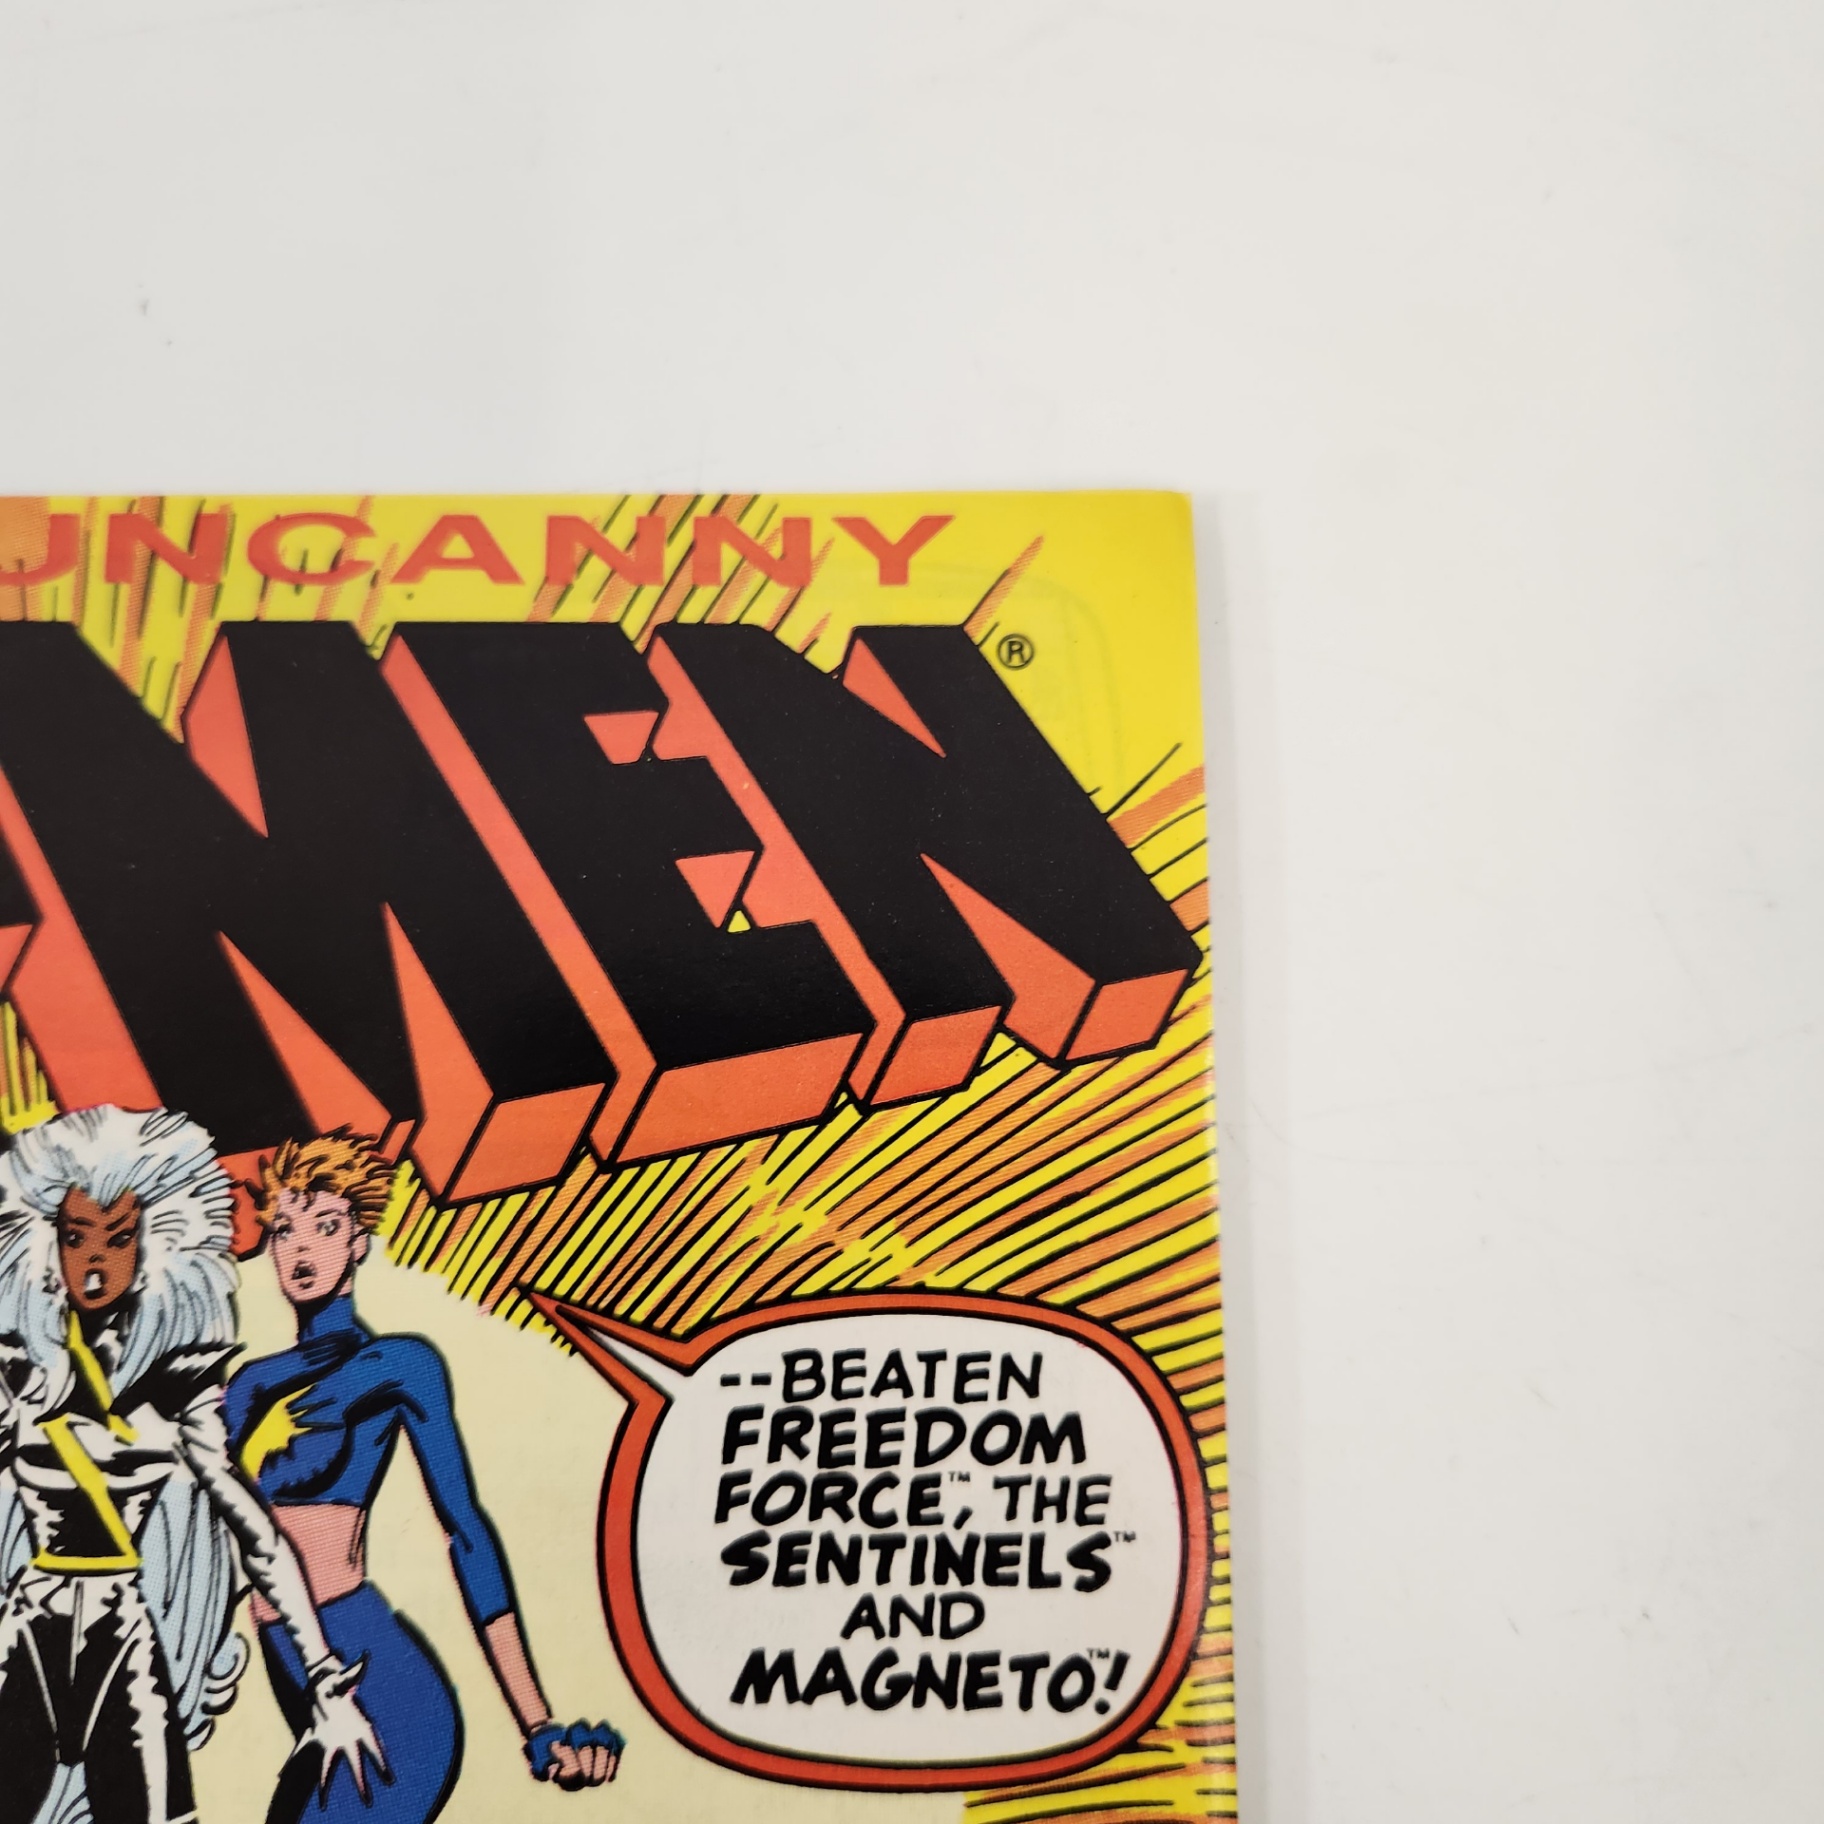 UNCANNY
MEN®
--BEATEN
FREEDOM
FORCE™, THE
SENTINELS™
AND
MAGNETO™!